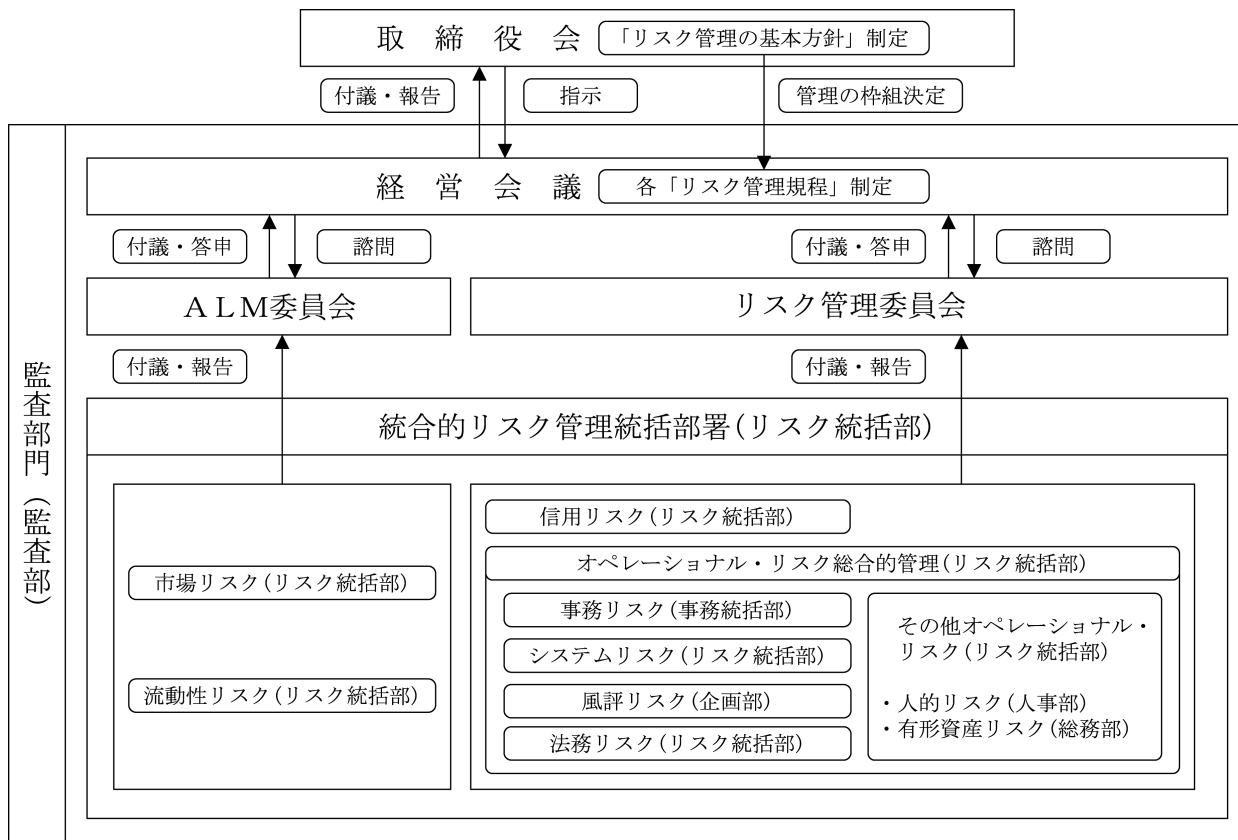 取締役会
「リスク管理の基本方針」制定
付議・報告
指示
管理の枠組決定
経営会議
各「リスク管理規程」制定
付議・答申
諮問
付議・答申
諮問
ＡＬＭ委員会
リスク管理委員会
付議・報告
付議・報告
監査部門（監査部）
統合的リスク管理統括部署(リスク統括部)
市場リスク(リスク統括部)
流動性リスク(リスク統括部)
信用リスク(リスク統括部)
オペレーショナル・リスク総合的管理(リスク統括部)
事務リスク(事務統括部)
システムリスク(リスク統括部)
風評リスク(企画部)
法務リスク(リスク統括部)
その他オペレーショナル・
リスク(リスク統括部)
・人的リスク(人事部)
・有形資産リスク(総務部)